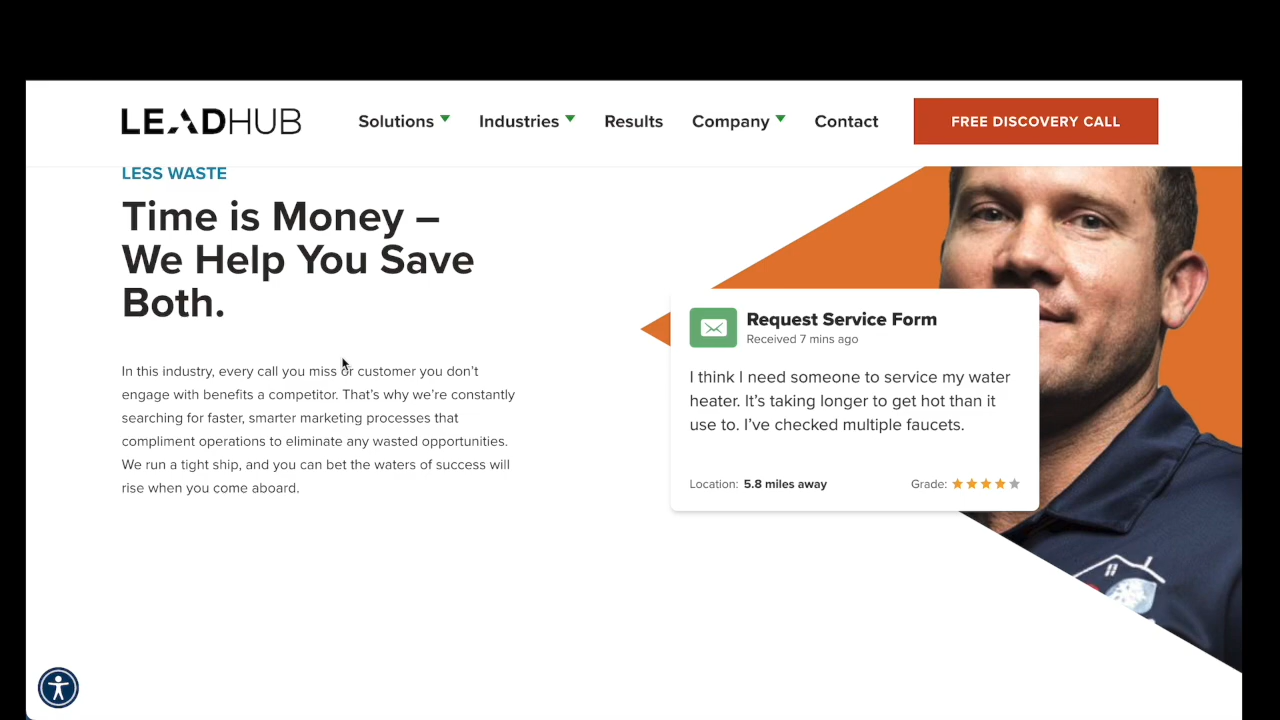 LEADHUB
Solutions
Industries
Results
Company
Contact
FREE DISCOVERY CALL
LESS WASTE
Time is Money –
We Help You Save
Both.
In this industry, every call you miss or customer you don't
engage with benefits a competitor. That's why we're constantly
searching for faster, smarter marketing processes that
compliment operations to eliminate any wasted opportunities.
We run a tight ship, and you can bet the waters of success will
rise when you come aboard.
Request Service Form
Received 7 mins ago
I think I need someone to service my water
heater. It's taking longer to get hot than it
use to. I've checked multiple faucets.
Location: 5.8 miles away
Grade: